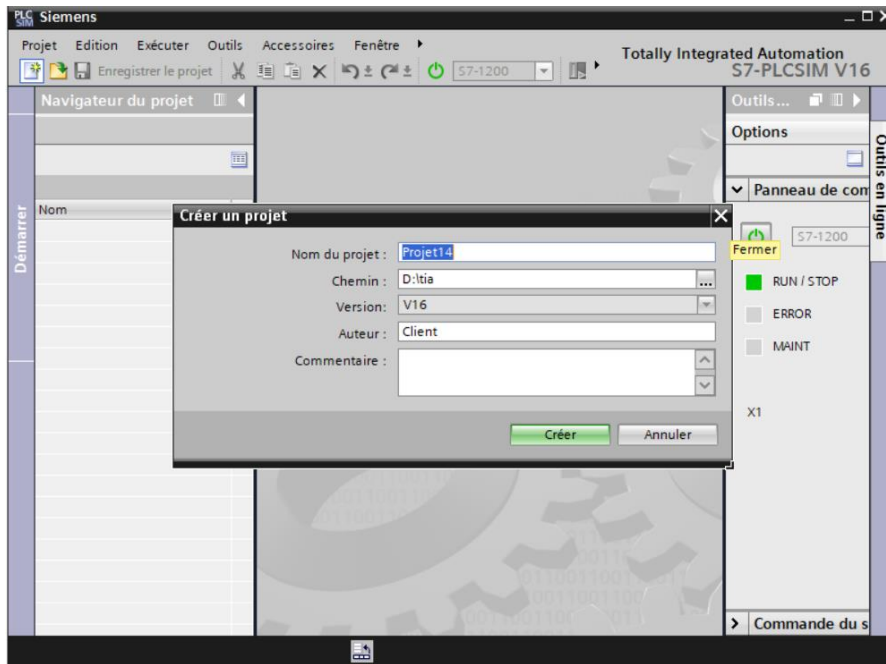 PLC SIM Siemens
Projet Edition Exécuter Outils Accessoires Fenêtre
Totally Integrated Automation
S7-PLCSIM V16
Enregistrer le projet S7-1200
Navigateur du projet
Outils...
Options
Panneau de com
Nom
Démarrer
Outils en ligne
Créer un projet
Nom du projet : Projet14
Chemin : D:\tia ...
Version: V16
Auteur : Client
Commentaire :
Créer Annuler
S7-1200
Fermer
RUN / STOP
ERROR
MAINT
X1
Commande du s